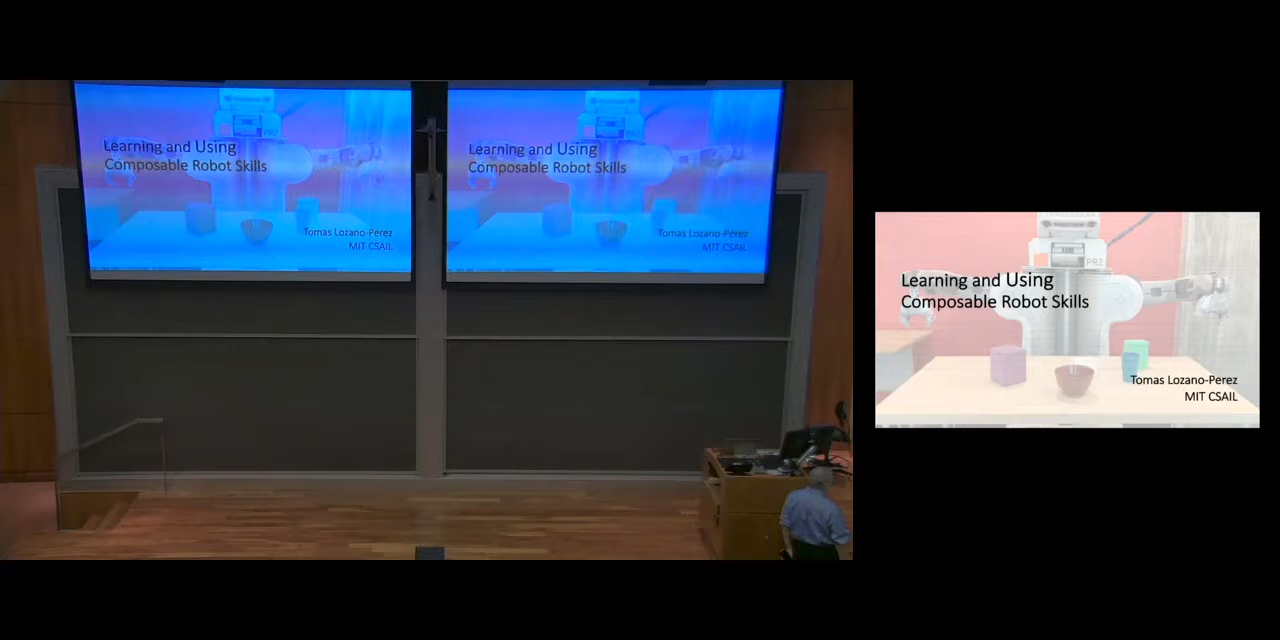 Learning and Using
Composable Robot Skills
Tomas Lozano-Perez
MIT CSAIL
Learning and Using
Composable Robot Skills
Tomas Lozano-Perez
MIT CSAIL
PR2
Learning and Using
Composable Robot Skills
Tomas Lozano-Perez
MIT CSAIL